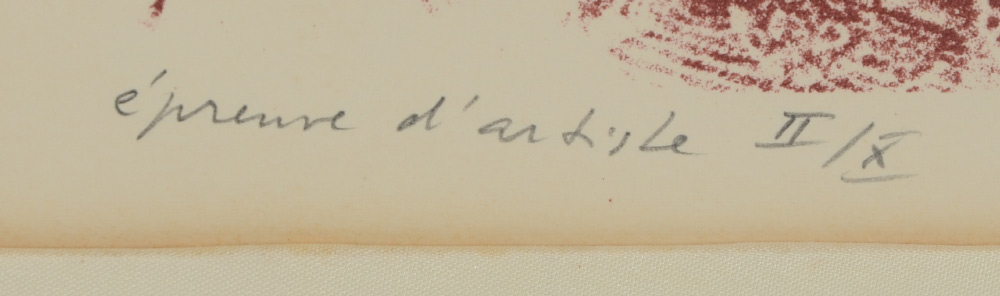 épreuve d'artiste II/X